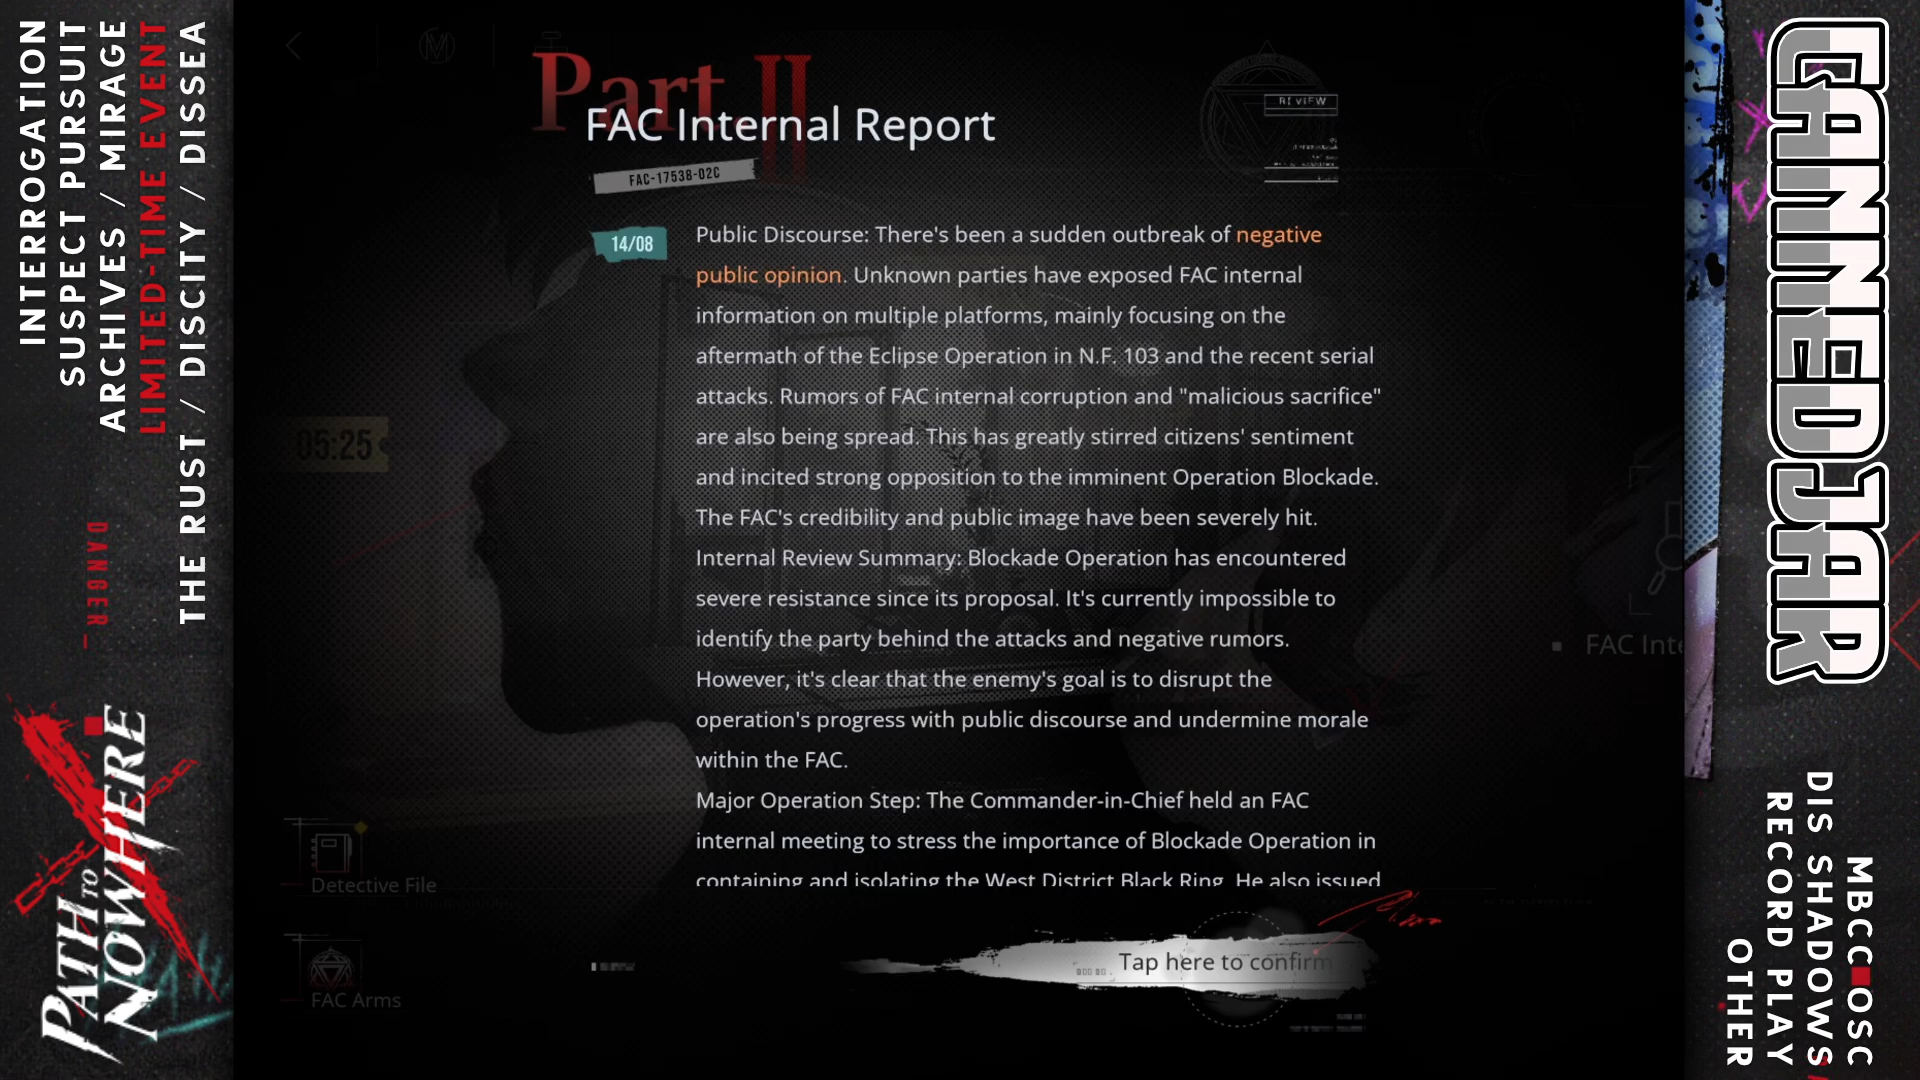 INTERROGATION
SUSPECT PURSUIT
ARCHIVES / MIRAGE
LIMITED-TIME EVENT
THE RUST / DISCITY / DISSEA
DANGER
PATH TO NOWHERE
Part II
FAC Internal Report
FAC-1753B-02C
REVIEW
14/08
Public Discourse: There's been a sudden outbreak of negative
public opinion. Unknown parties have exposed FAC internal
information on multiple platforms, mainly focusing on the
aftermath of the Eclipse Operation in N.F. 103 and the recent serial
attacks. Rumors of FAC internal corruption and "malicious sacrifice"
are also being spread. This has greatly stirred citizens' sentiment
and incited strong opposition to the imminent Operation Blockade.
The FAC's credibility and public image have been severely hit.
Internal Review Summary: Blockade Operation has encountered
severe resistance since its proposal. It's currently impossible to
identify the party behind the attacks and negative rumors.
However, it's clear that the enemy's goal is to disrupt the
operation's progress with public discourse and undermine morale
within the FAC.
Major Operation Step: The Commander-in-Chief held an FAC
internal meeting to stress the importance of Blockade Operation in
containing and isolating the West District Black Ring. He also issued
Tap here to confirm
05:25
Detective File
FAC Arms
FAC Inte
CANNEDJAR
MBCC OSC
DIS SHADOWS
RECORD PLAY
OTHER